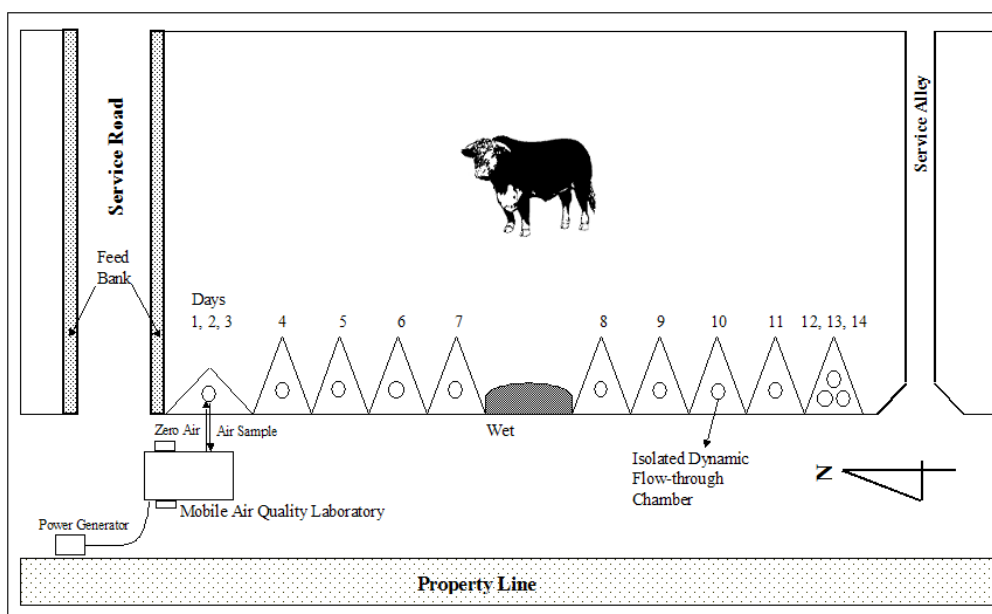 Service Road
Service Alley
Feed
Bank
Days
1, 2, 3
4
5
6
7
8
9
10
11
12, 13, 14
Zero Air
Air Sample
Wet
Isolated Dynamic
Flow-through
Chamber
N
Mobile Air Quality Laboratory
Power Generator
Property Line